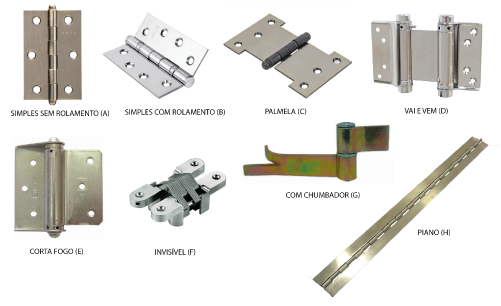 SIMPLES SEM ROLAMENTO (A)
SIMPLES COM ROLAMENTO (B)
PALMELA (C)
VAI E VEM (D)
CORTA FOGO (E)
INVISÍVEL (F)
COM CHUMBADOR (G)
PIANO (H)